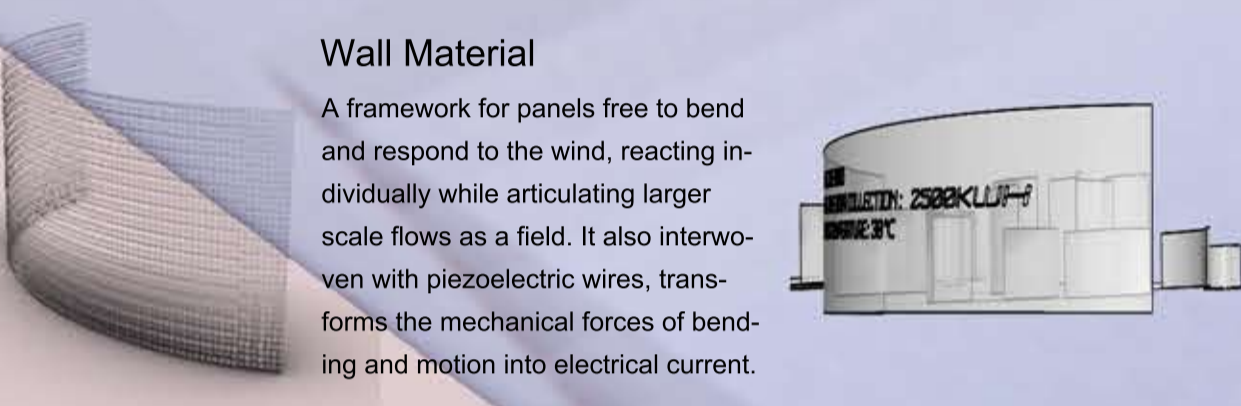 Wall Material
A framework for panels free to bend
and respond to the wind, reacting in-
dividually while articulating larger
scale flows as a field. It also interwo-
ven with piezoelectric wires, trans-
forms the mechanical forces of bend-
ing and motion into electrical current.
COLLECTION: 2500KW